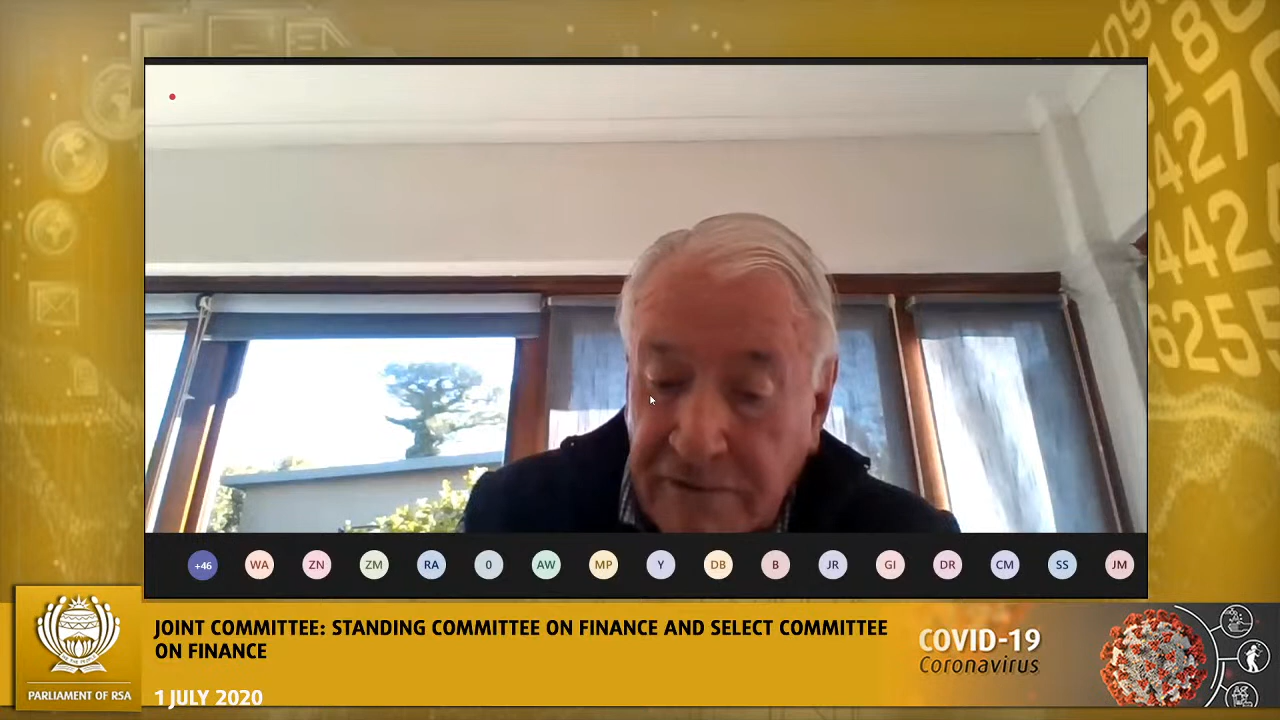 +46 WA ZN ZM RA 0 AW MP Y DB B JR GI DR CM SS JM
JOINT COMMITTEE: STANDING COMMITTEE ON FINANCE AND SELECT COMMITTEE
ON FINANCE
1 JULY 2020
PARLIAMENT OF RSA
COVID-19
Coronavirus
6255